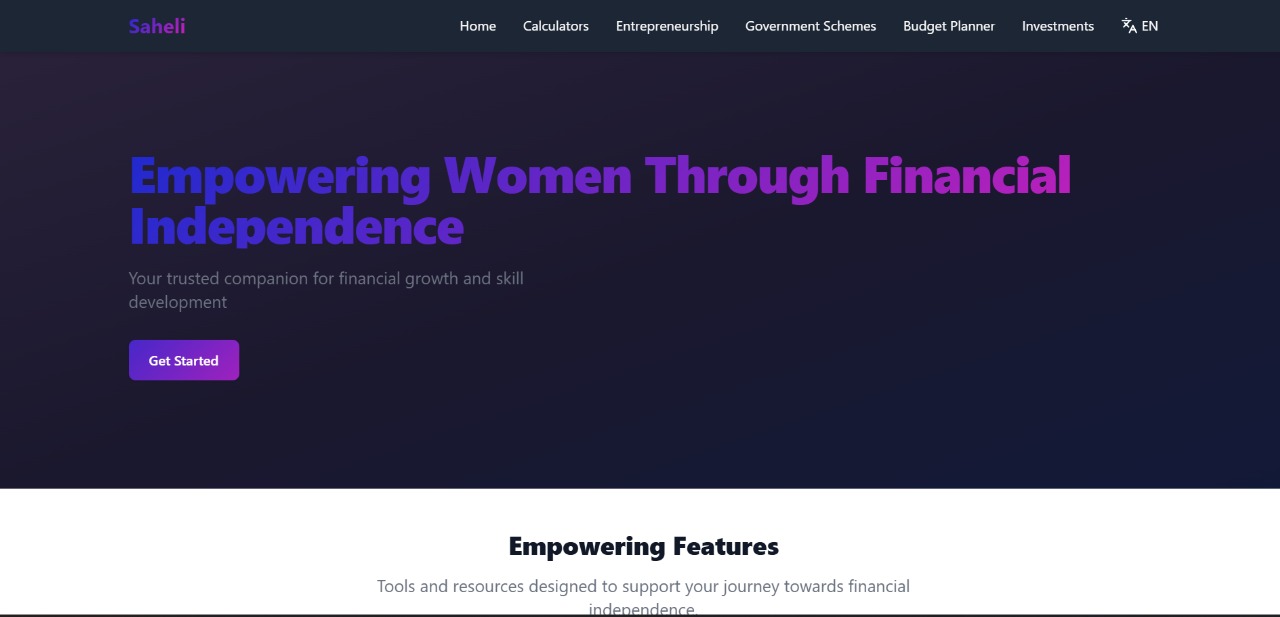 Saheli
Home
Calculators
Entrepreneurship
Government Schemes
Budget Planner
Investments
EN
Empowering Women Through Financial
Independence
Your trusted companion for financial growth and skill
development
Get Started
Empowering Features
Tools and resources designed to support your journey towards financial
independence.